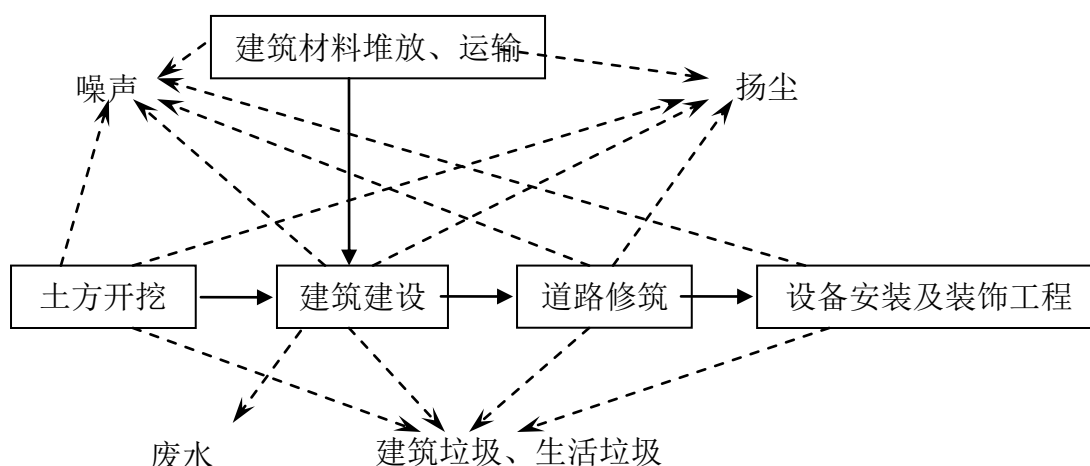 建筑材料堆放、运输
噪声
扬尘
土方开挖
建筑建设
道路修筑
设备安装及装饰工程
废水
建筑垃圾、生活垃圾